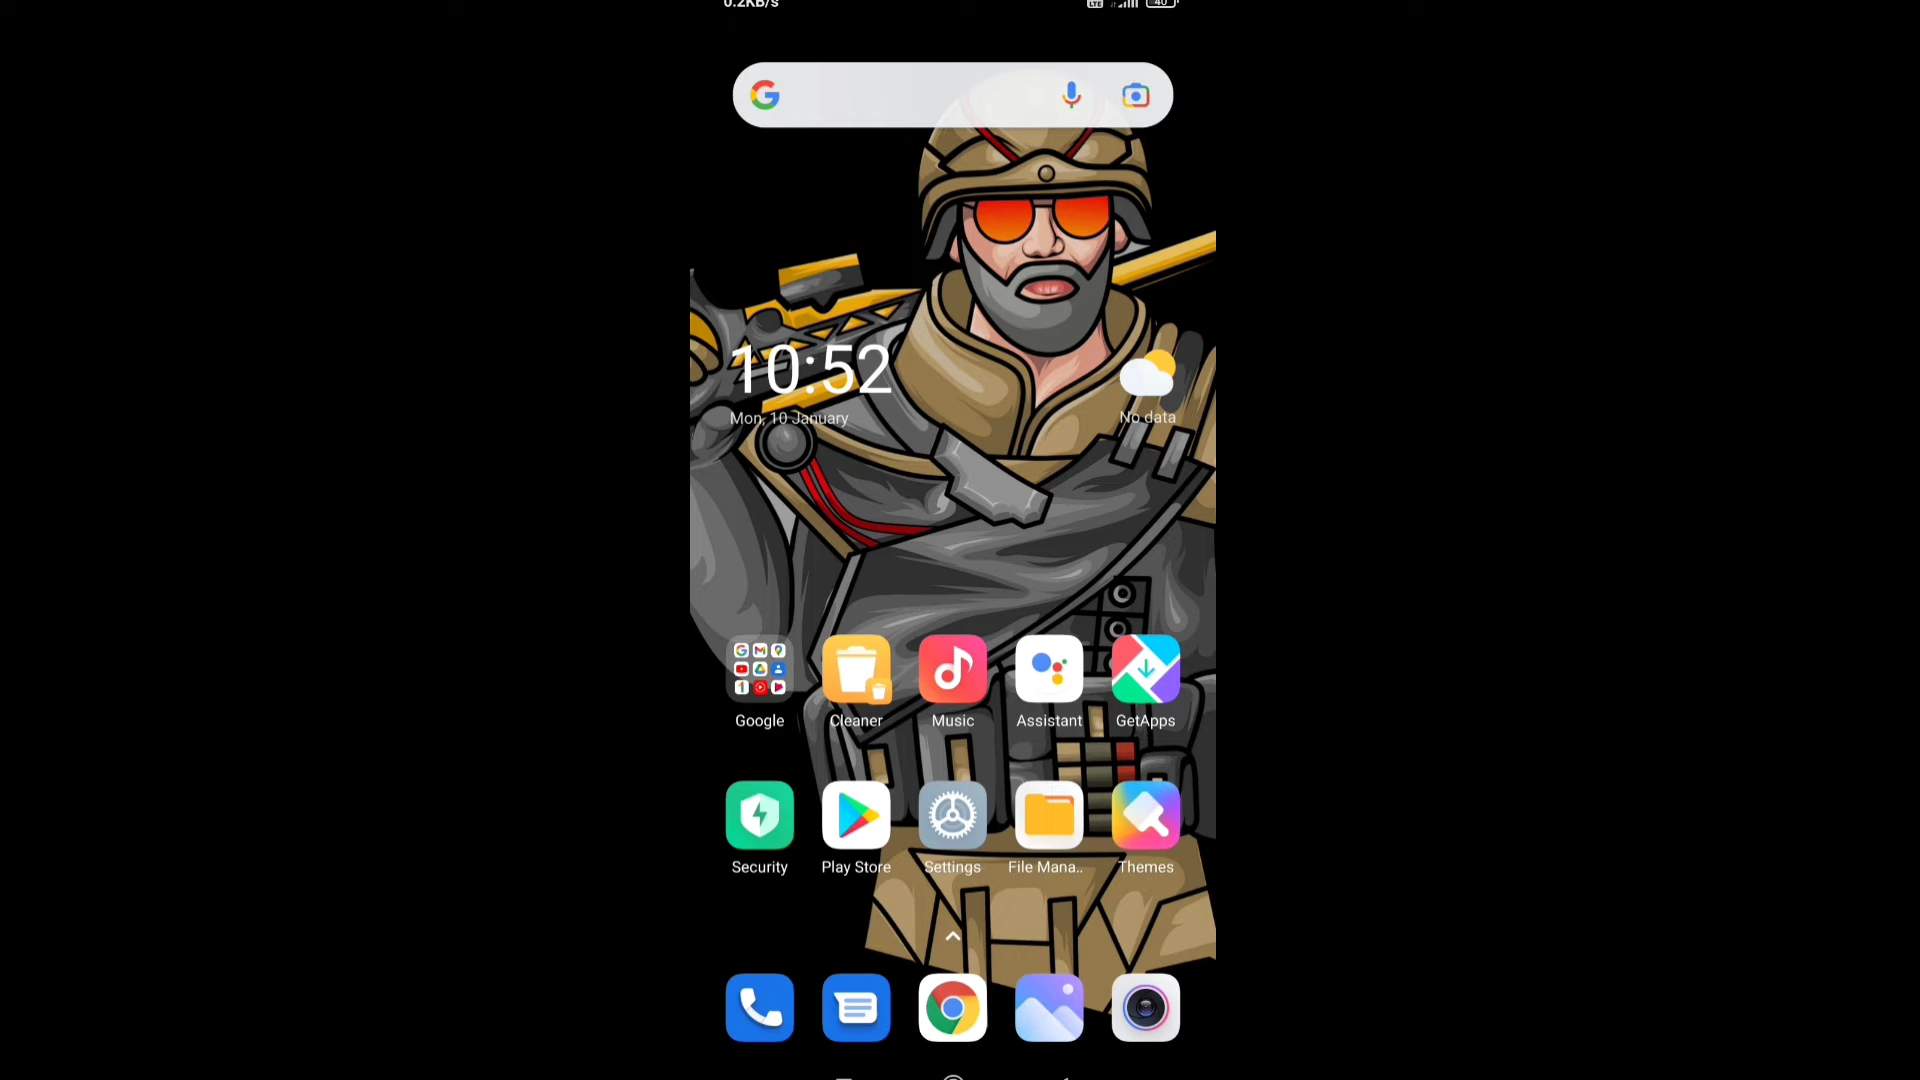 0.2KB/s
40
10:52
Mon, 10 January
No data
Google
Cleaner
Music
Assistant
GetApps
Security
Play Store
Settings
File Mana..
Themes